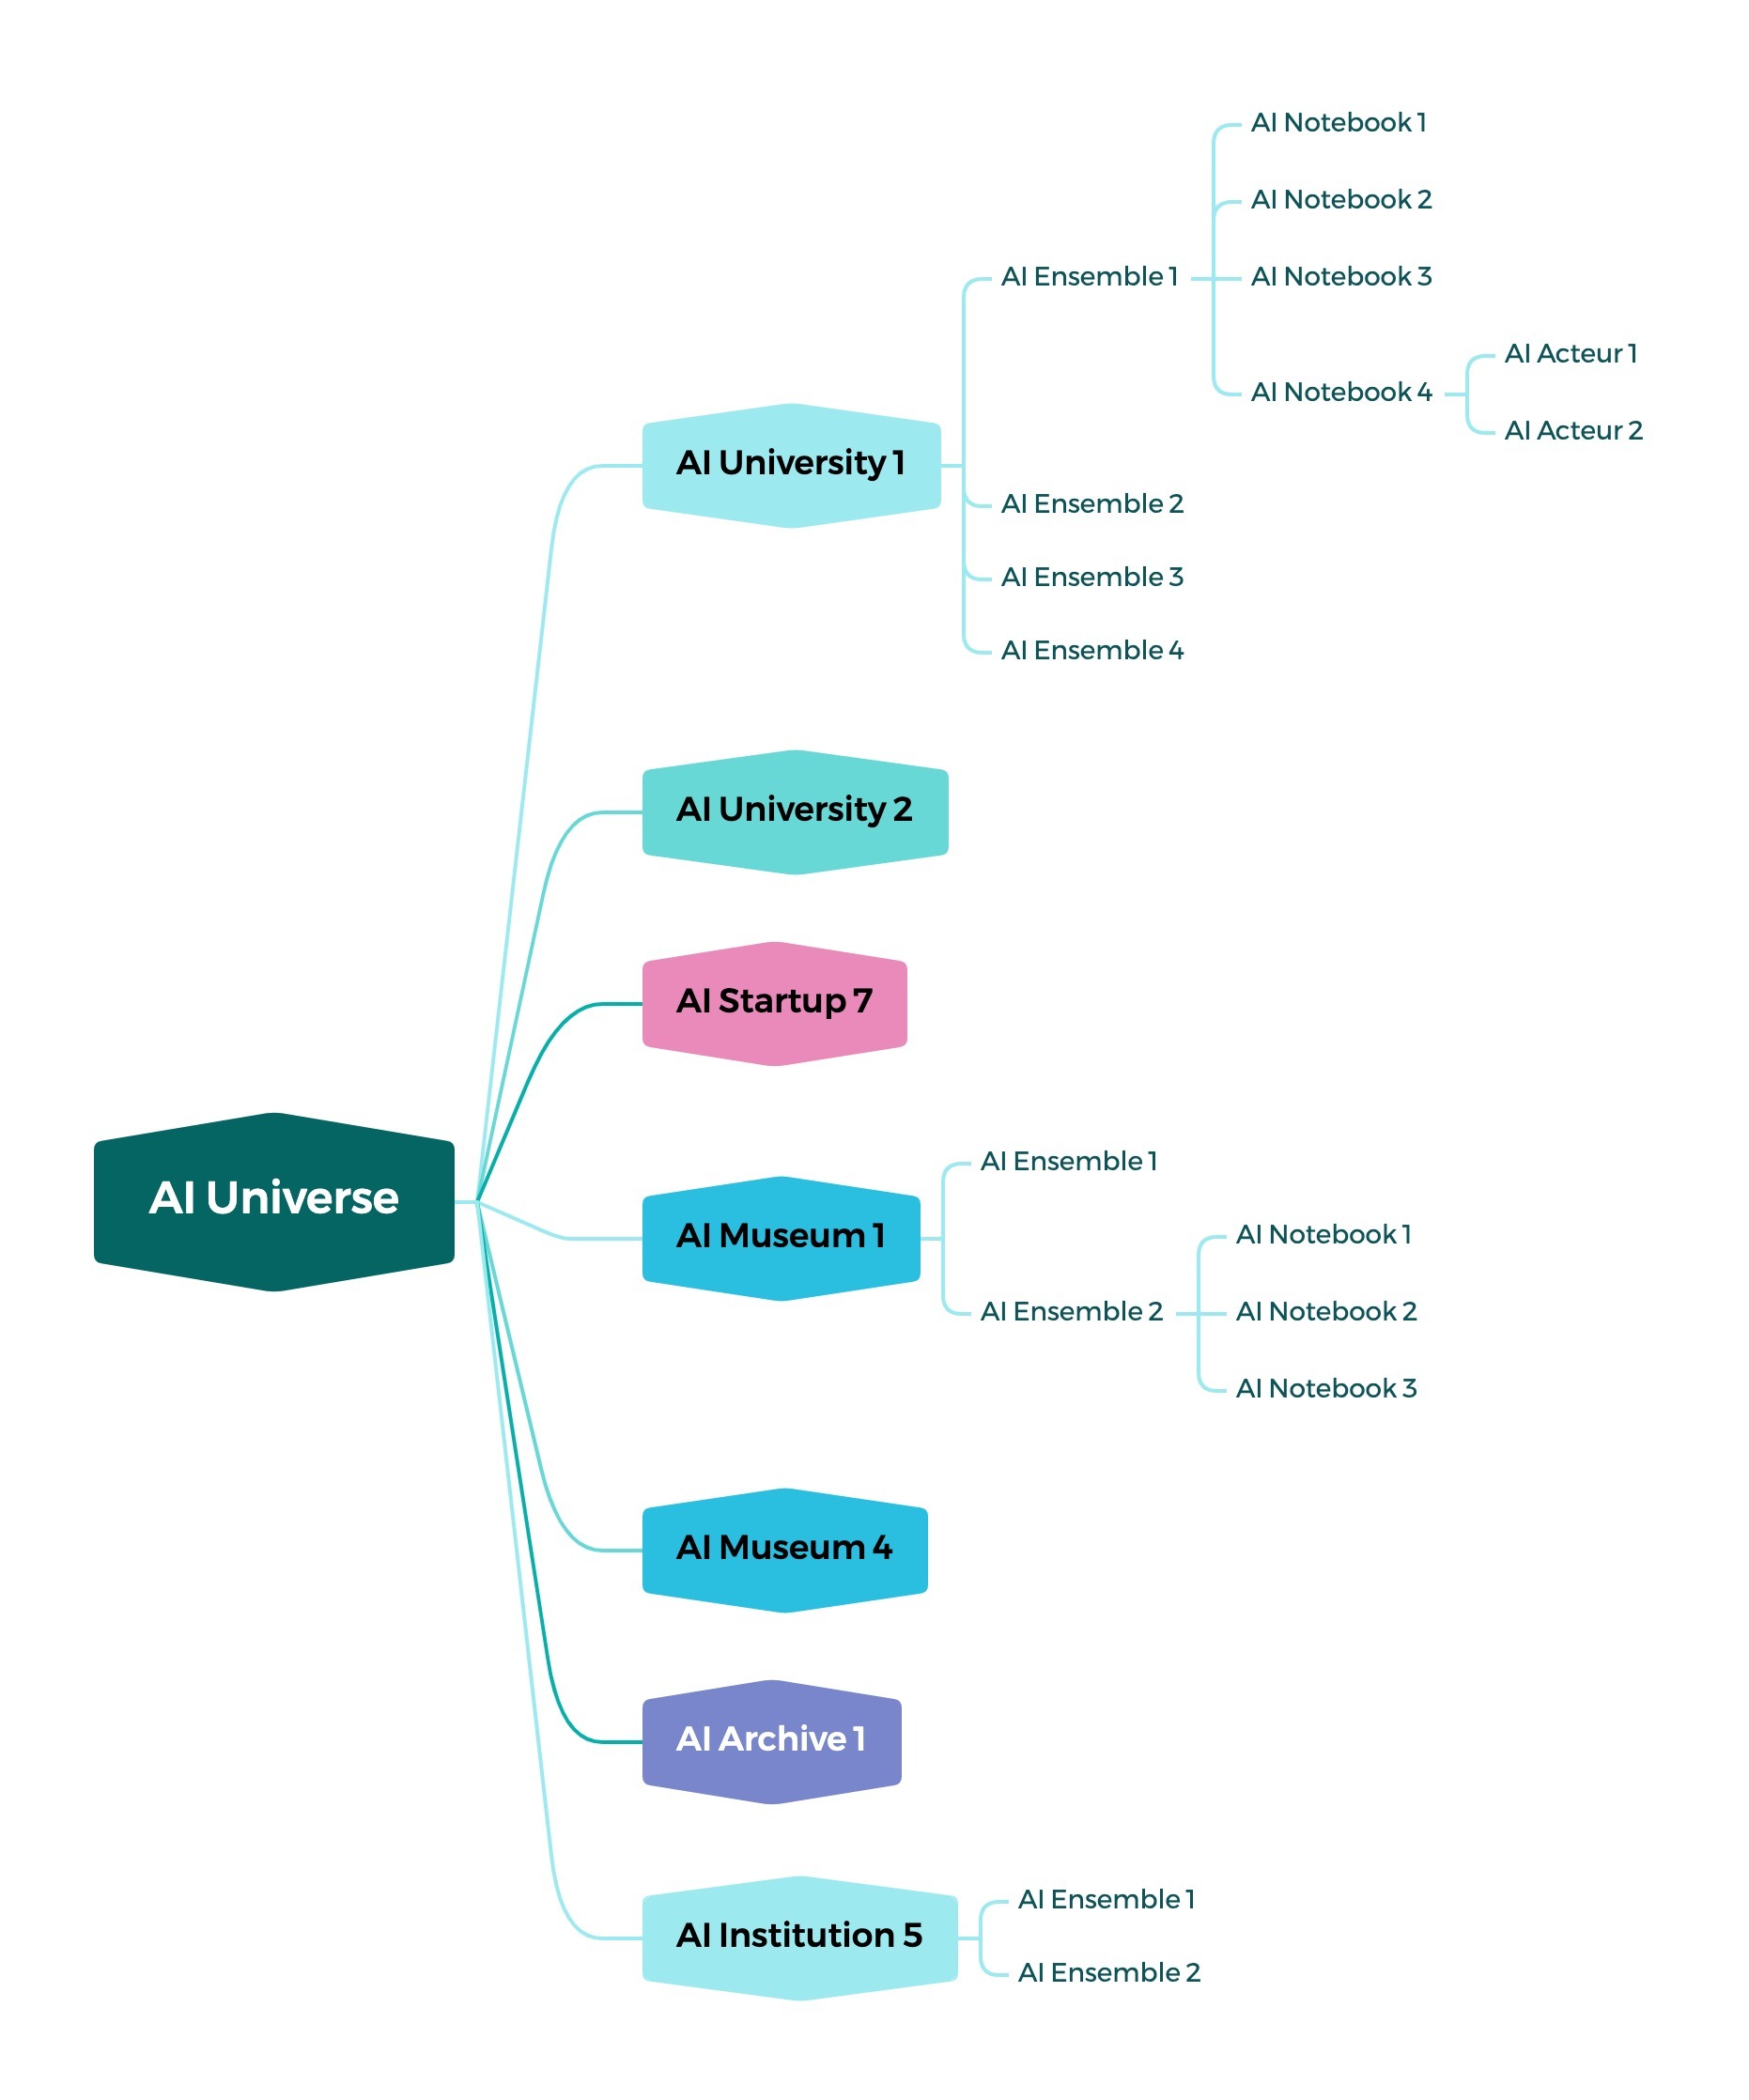 AI Universe
AI University 1
AI Ensemble 1
AI Notebook 1
AI Notebook 2
AI Notebook 3
AI Notebook 4
AI Acteur 1
AI Acteur 2
AI Ensemble 2
AI Ensemble 3
AI Ensemble 4
AI University 2
AI Startup 7
AI Museum 1
AI Ensemble 1
AI Ensemble 2
AI Notebook 1
AI Notebook 2
AI Notebook 3
AI Museum 4
AI Archive 1
AI Institution 5
AI Ensemble 1
AI Ensemble 2